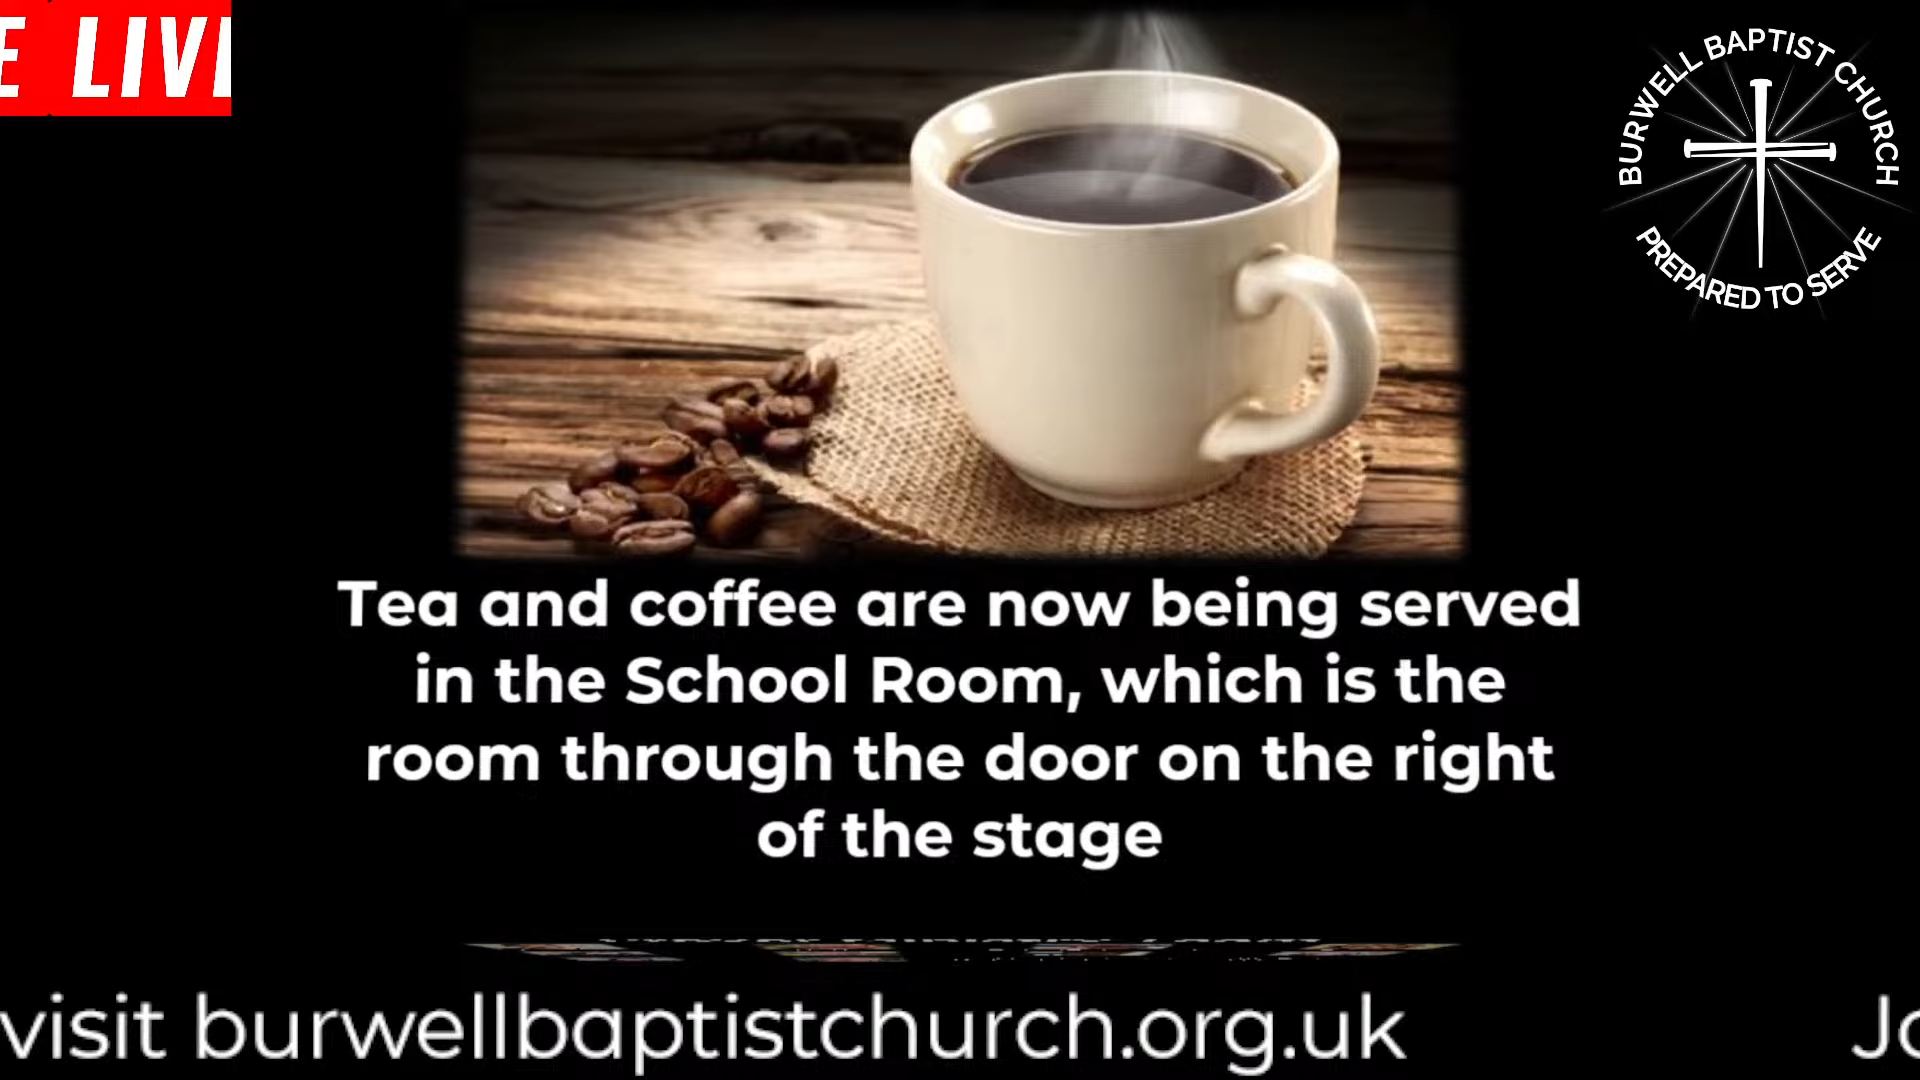 LIVE
BURWELL BAPTIST CHURCH
PREPARED TO SERVE
Tea and coffee are now being served
in the School Room, which is the
room through the door on the right
of the stage
visit burwellbaptistchurch.org.uk